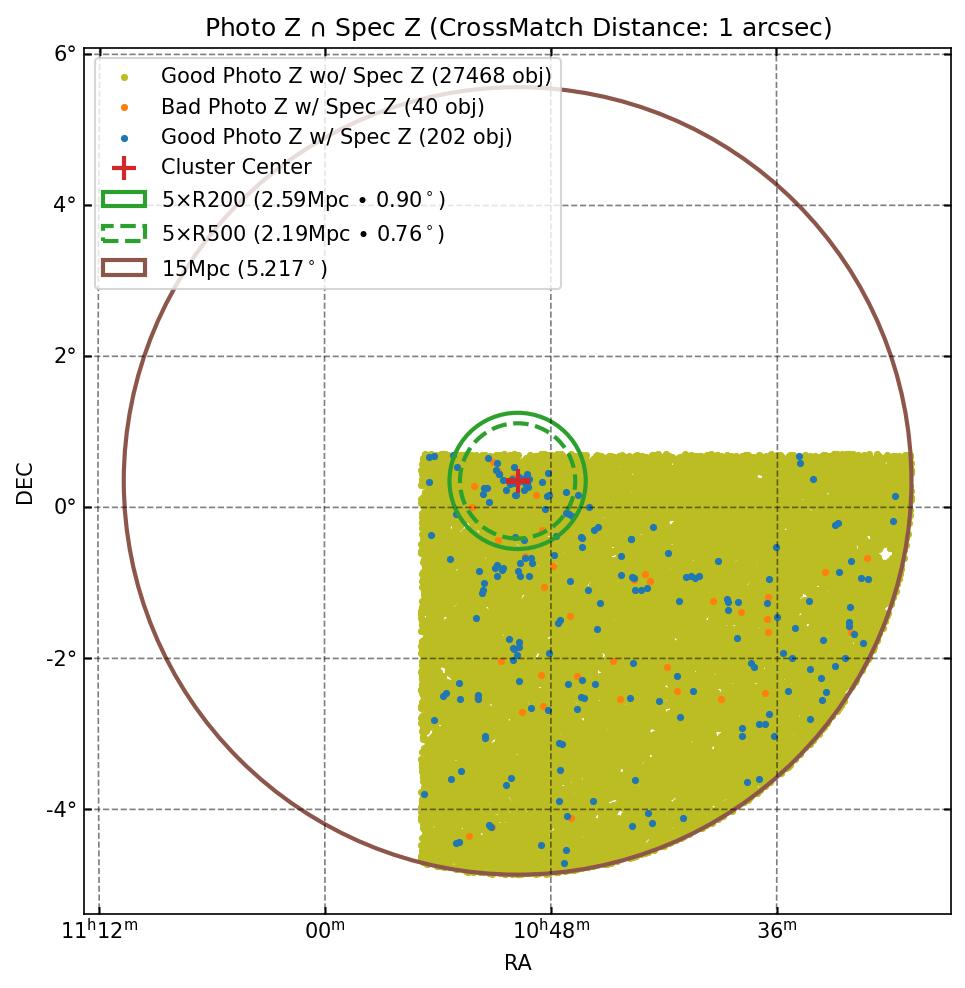 Photo Z ∩ Spec Z (CrossMatch Distance: 1 arcsec)
6°
Good Photo Z wo/ Spec Z (27468 obj)
Bad Photo Z w/ Spec Z (40 obj)
Good Photo Z w/ Spec Z (202 obj)
Cluster Center
5×R200 (2.59Mpc • 0.90°)
5×R500 (2.19Mpc • 0.76°)
15Mpc (5.217°)
4°
2°
0°
-2°
-4°
DEC
11ʰ12ᵐ 00ᵐ 10ʰ48ᵐ 36ᵐ
RA